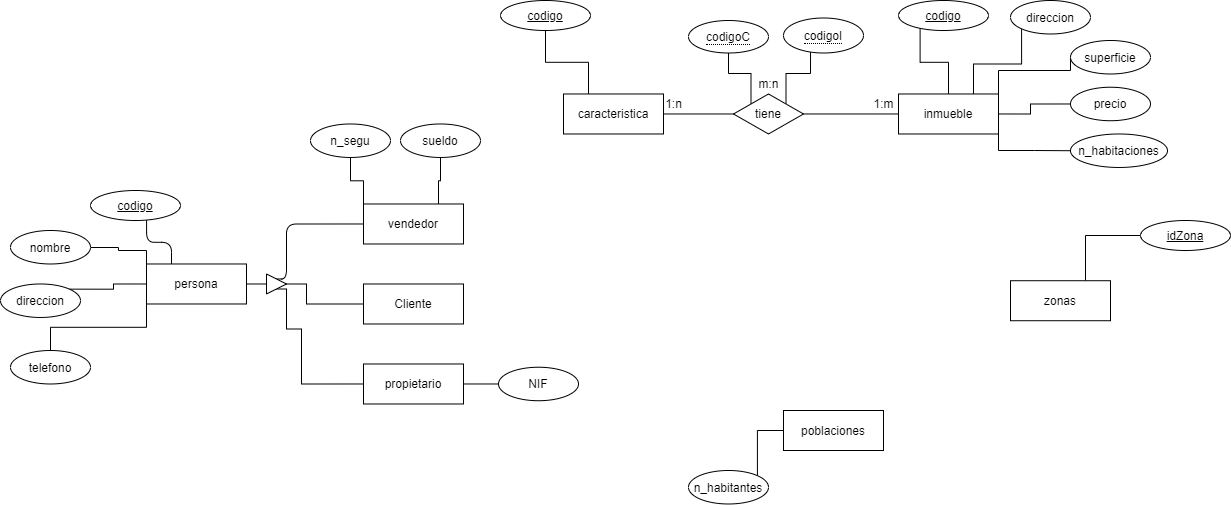 codigo
codigoC
codigoI
codigo
direccion
superficie
m:n
1:n
1:m
caracteristica
tiene
inmueble
precio
n_habitaciones
n_segu
sueldo
codigo
vendedor
nombre
persona
direccion
telefono
Cliente
propietario
NIF
idZona
zonas
poblaciones
n_habitantes